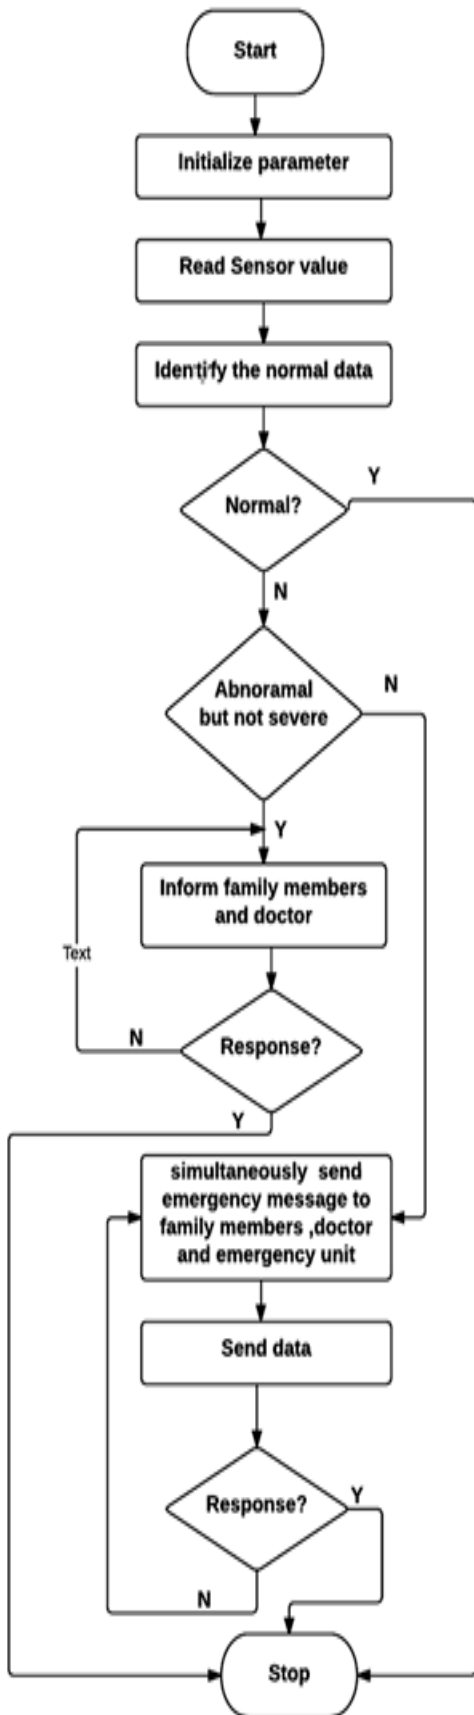 Start
Initialize parameter
Read Sensor value
Identify the normal data
Y
Normal?
N
Abnoramal
but not severe
N
Y
Inform family members
and doctor
Text
Response?
N
Y
simultaneously send
emergency message to
family members ,doctor
and emergency unit
Send data
Response?
Y
N
Stop